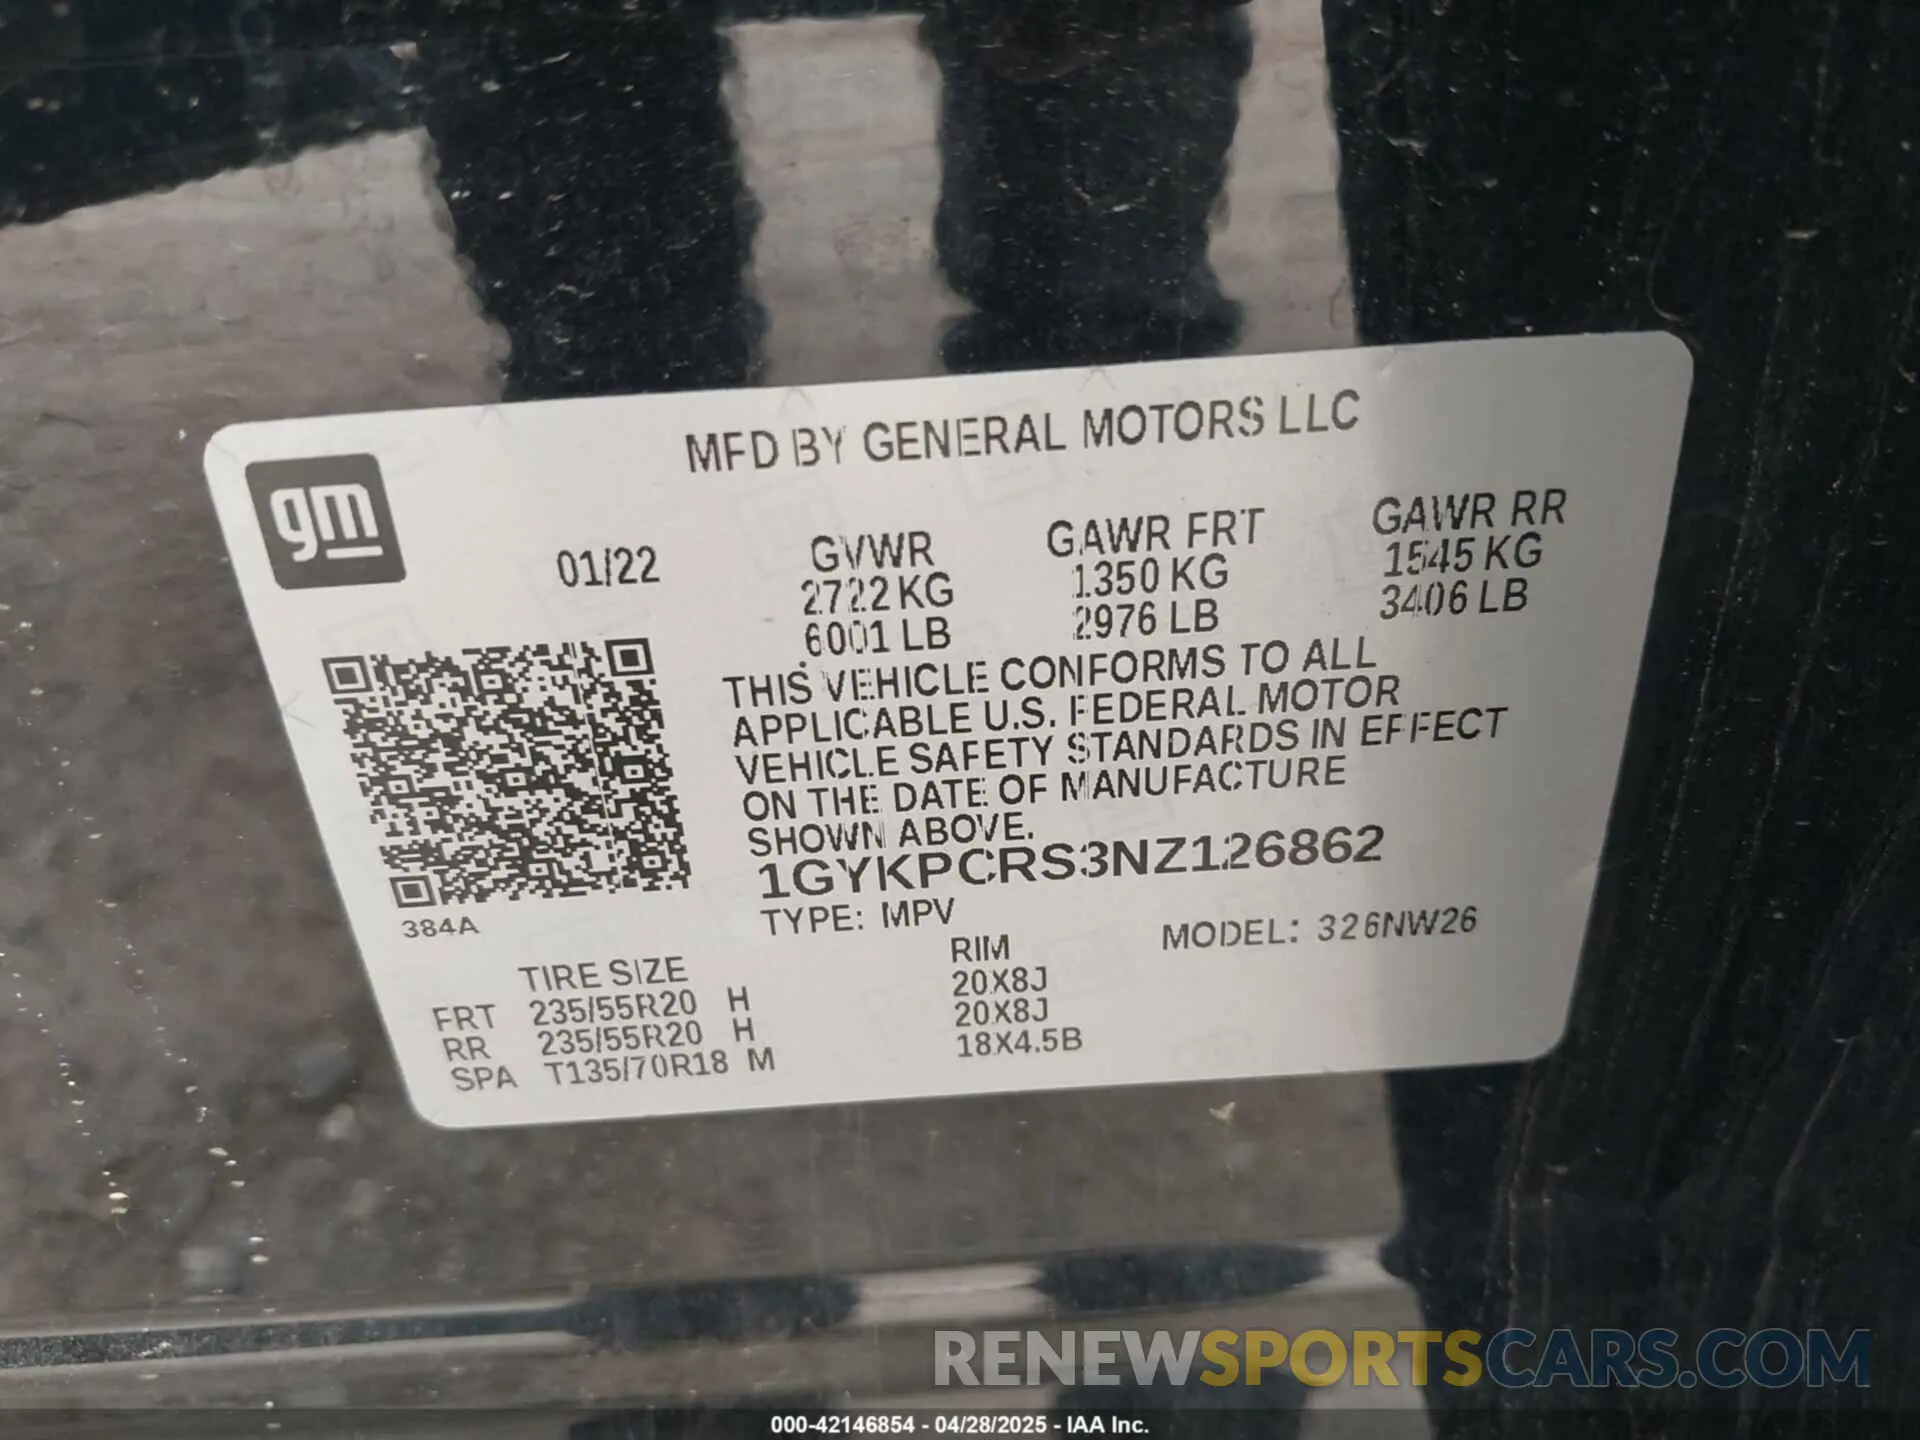 MFD BY GENERAL MOTORS LLC
gm
01/22 GVWR GAWR FRT GAWR RR
2722 KG 1350 KG 1545 KG
6001 LB 2976 LB 3406 LB
THIS VEHICLE CONFORMS TO ALL
APPLICABLE U.S. FEDERAL MOTOR
VEHICLE SAFETY STANDARDS IN EFFECT
ON THE DATE OF MANUFACTURE
SHOWN ABOVE.
1GYKPCRS3NZ126862
384A
TYPE: MPV MODEL: 326NW26
TIRE SIZE RIM
FRT 235/55R20 H 20X8J
RR 235/55R20 H 20X8J
SPA T135/70R18 M 18X4.5B
RENEWSPORTSCARS.COM
000-42146854 - 04/28/2025 - IAA Inc.